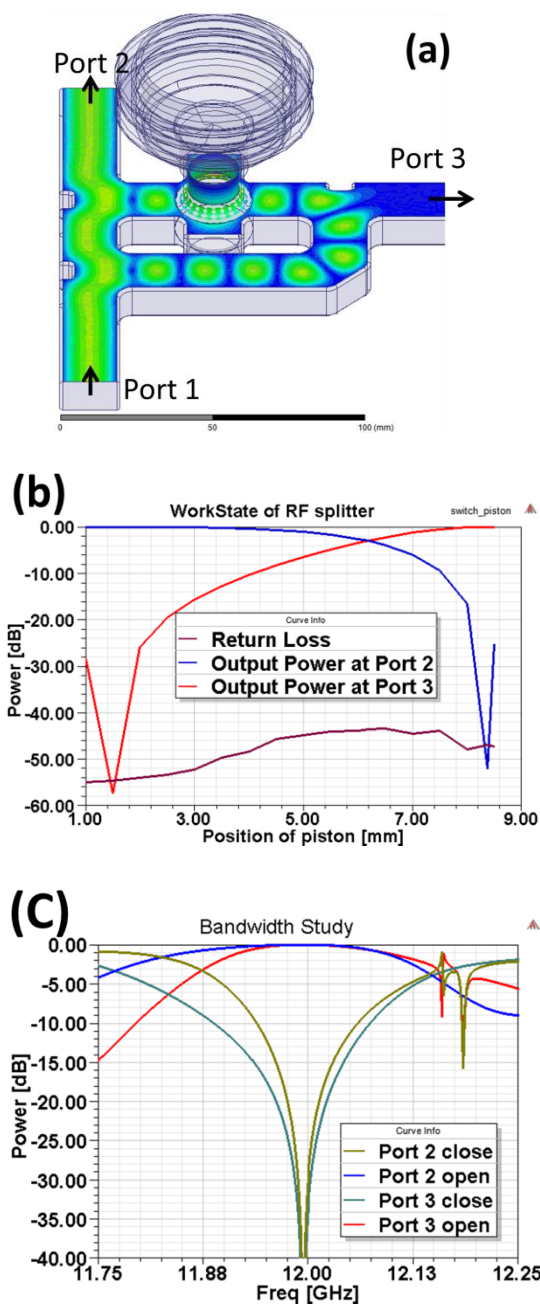 (a)
Port 2
Port 3
Port 1
0 50 100 (mm)
(b)
WorkState of RF splitter
switch_piston
0.00
-10.00
-20.00
-30.00
-40.00
-50.00
-60.00
Power [dB]
Curve Info
Return Loss
Output Power at Port 2
Output Power at Port 3
1.00 3.00 5.00 7.00 9.00
Position of piston [mm]
(C)
Bandwidth Study
0.00
-5.00
-10.00
-15.00
-20.00
-25.00
-30.00
-35.00
-40.00
Power [dB]
Curve Info
Port 2 close
Port 2 open
Port 3 close
Port 3 open
11.75 11.88 12.00 12.13 12.25
Freq [GHz]